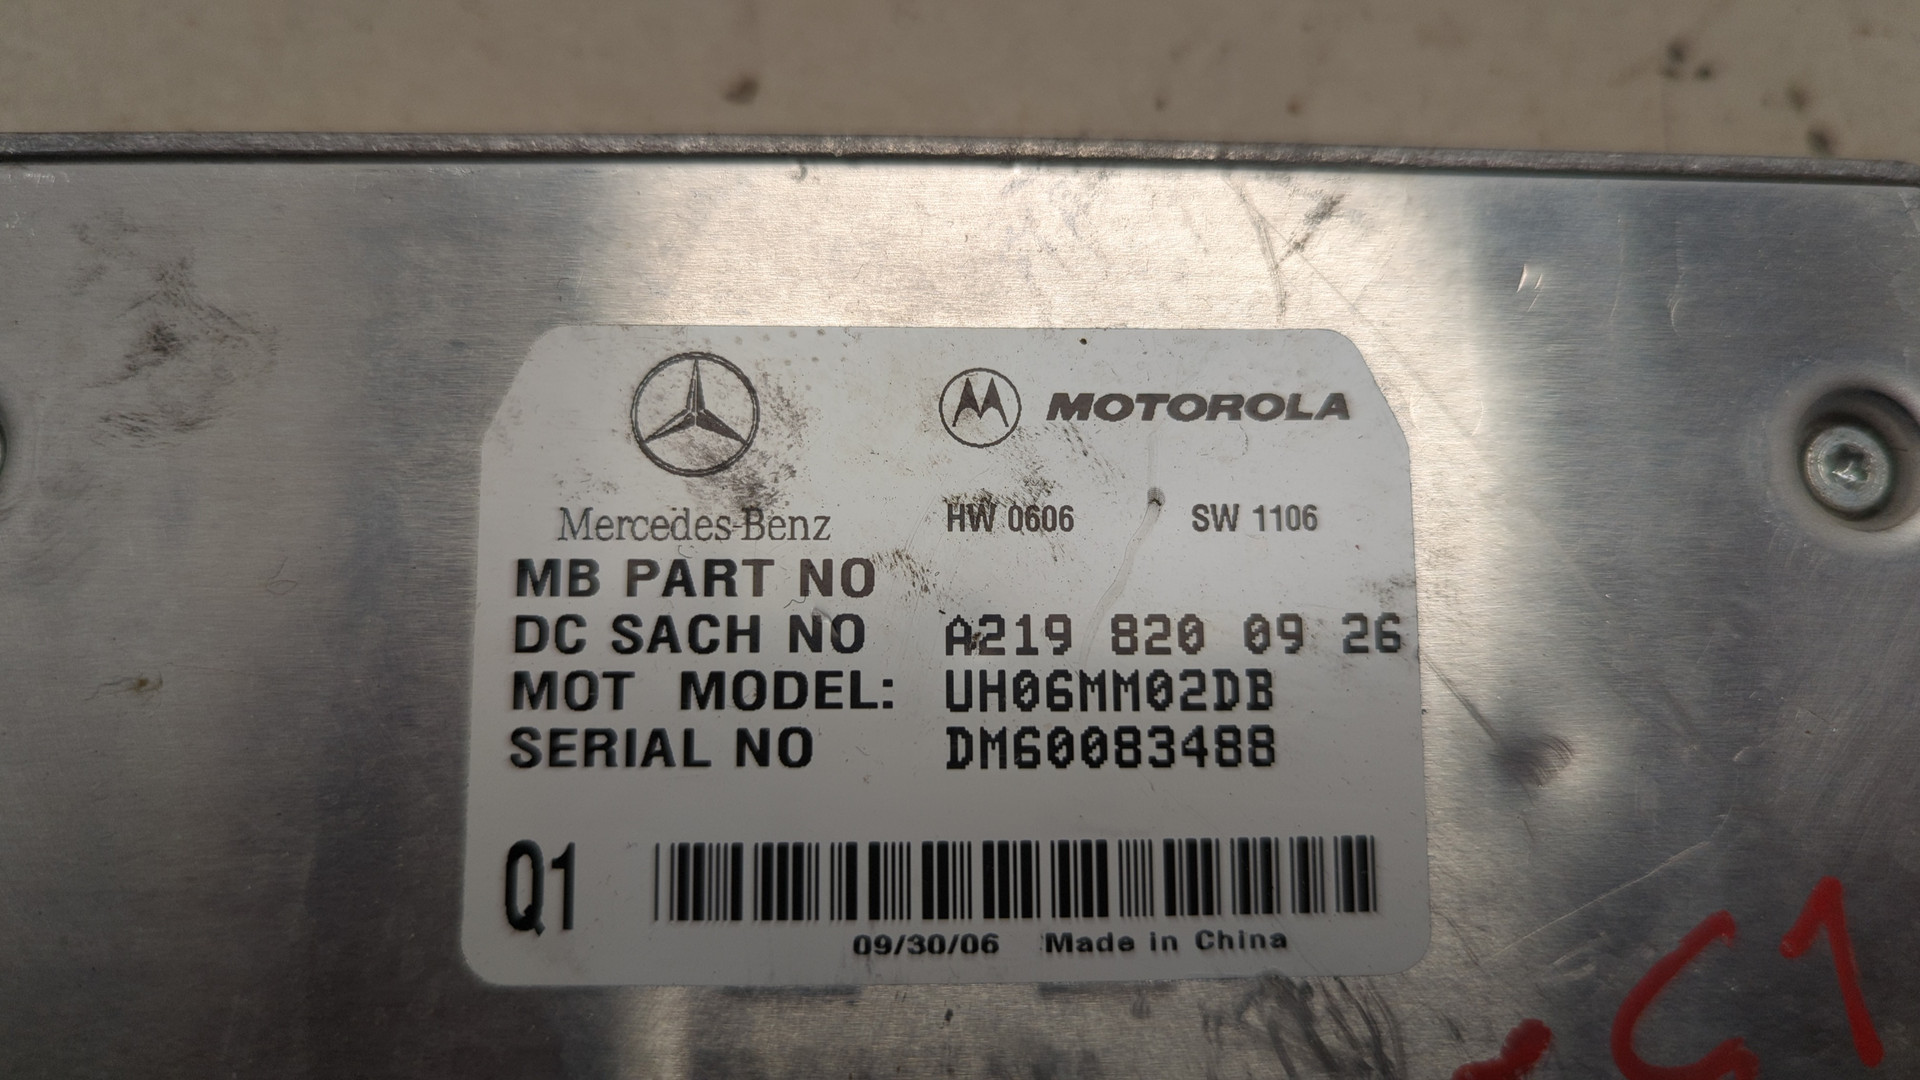 MOTOROLA
Mercedes-Benz
HW 0606 SW 1106
MB PART NO
DC SACH NO A219 820 09 26
MOT MODEL: UH06MM02DB
SERIAL NO DM60083488
Q1
09/30/06 Made in China